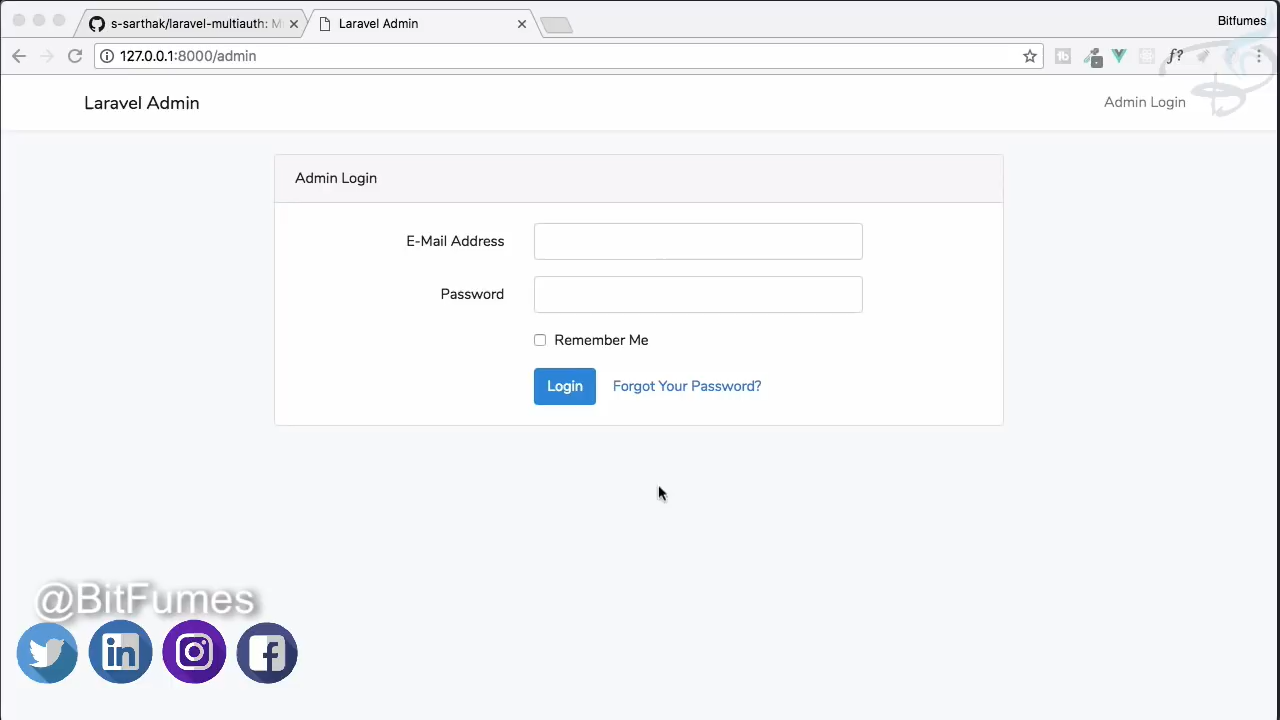 s-sarthak/laravel-multiauth: M
Laravel Admin
Bitfumes
127.0.0.1:8000/admin
f?
Laravel Admin
Admin Login
Admin Login
E-Mail Address
Password
Remember Me
Login
Forgot Your Password?
@BitFumes
in
f